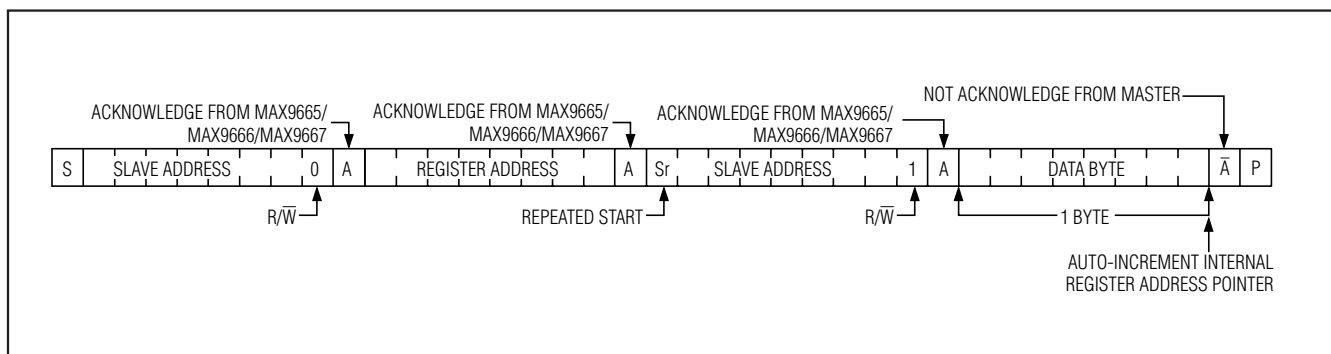 NOT ACKNOWLEDGE FROM MASTER
ACKNOWLEDGE FROM MAX9665/
MAX9666/MAX9667
ACKNOWLEDGE FROM MAX9665/
MAX9666/MAX9667
ACKNOWLEDGE FROM MAX9665/
MAX9666/MAX9667
S SLAVE ADDRESS 0 A REGISTER ADDRESS A Sr SLAVE ADDRESS 1 A DATA BYTE A̅ P
R/W̅ REPEATED START R/W̅ 1 BYTE
AUTO-INCREMENT INTERNAL
REGISTER ADDRESS POINTER